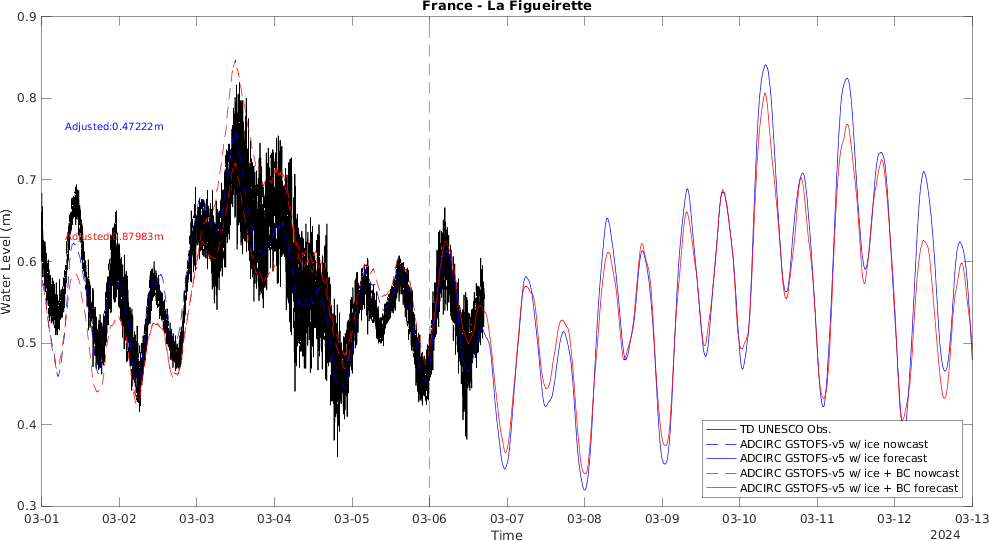 France - La Figueirette
Water Level (m)
0.9
0.8
0.7
0.6
0.5
0.4
0.3
Adjusted:0.47222m
Adjusted:0.87983m
TD UNESCO Obs.
ADCIRC GSTOFS-v5 w/ ice nowcast
ADCIRC GSTOFS-v5 w/ ice forecast
ADCIRC GSTOFS-v5 w/ ice + BC nowcast
ADCIRC GSTOFS-v5 w/ ice + BC forecast
03-01 03-02 03-03 03-04 03-05 03-06 03-07 03-08 03-09 03-10 03-11 03-12 03-13
Time
2024